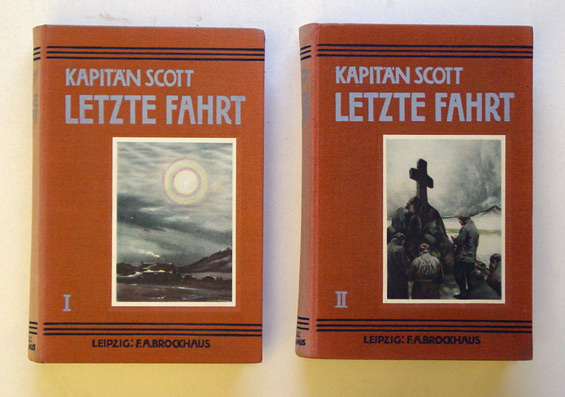 KAPITÄN SCOTT
LETZTE FAHRT
I
LEIPZIG: F.A.BROCKHAUS
KAPITÄN SCOTT
LETZTE FAHRT
II
LEIPZIG: F.A.BROCKHAUS